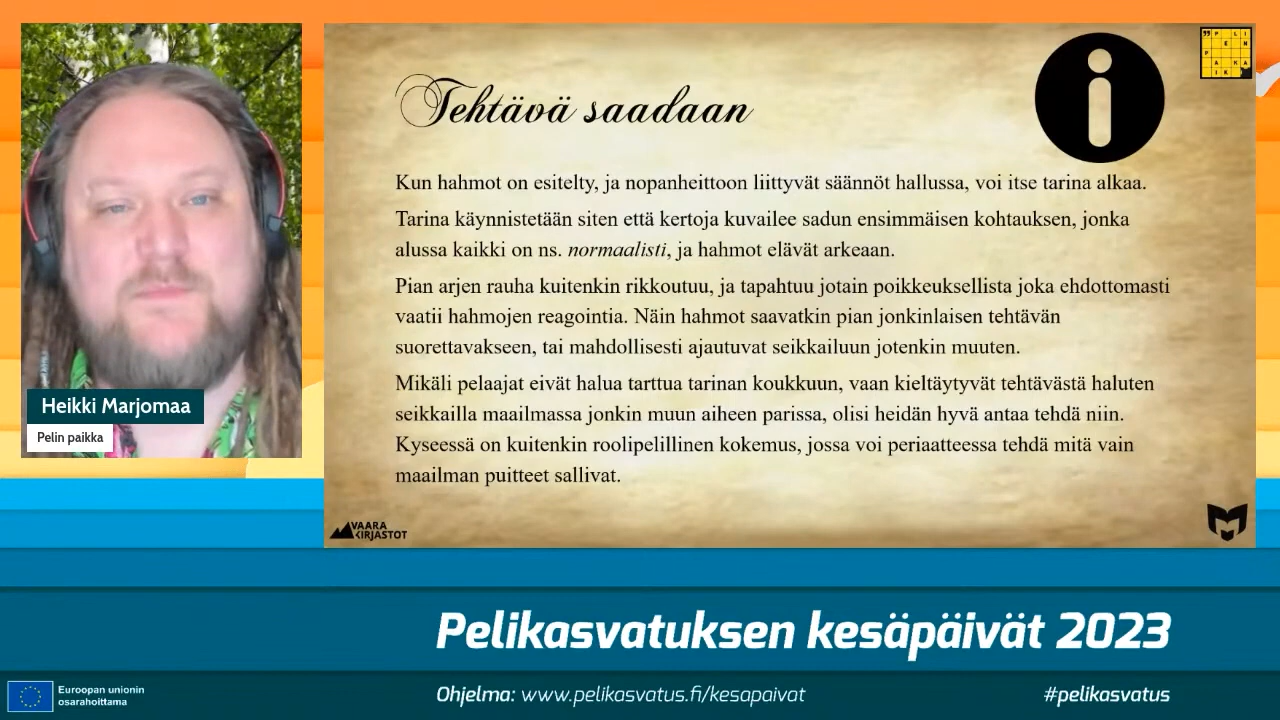 Tehtävä saadaan
Kun hahmot on esitelty, ja nopanheittoon liittyvät säännöt hallussa, voi itse tarina alkaa.
Tarina käynnistetään siten että kertoja kuvailee sadun ensimmäisen kohtauksen, jonka
alussa kaikki on ns. normaalisti, ja hahmot elävät arkeaan.
Pian arjen rauha kuitenkin rikkoutuu, ja tapahtuu jotain poikkeuksellista joka ehdottomasti
vaatii hahmojen reagointia. Näin hahmot saavatkin pian jonkinlaisen tehtävän
suorettavakseen, tai mahdollisesti ajautuvat seikkailuun jotenkin muuten.
Mikäli pelaajat eivät halua tarttua tarinan koukkuun, vaan kieltäytyvät tehtävästä haluten
seikkailla maailmassa jonkin muun aiheen parissa, olisi heidän hyvä antaa tehdä niin.
Kyseessä on kuitenkin roolipelillinen kokemus, jossa voi periaatteessa tehdä mitä vain
maailman puitteet sallivat.
VAARA
KIRJASTOT
Heikki Marjomaa
Pelin paikka
Pelikasvatuksen kesäpäivät 2023
Euroopan unionin
osarahoittama
Ohjelma: www.pelikasvatus.fi/kesapaivat
#pelikasvatus